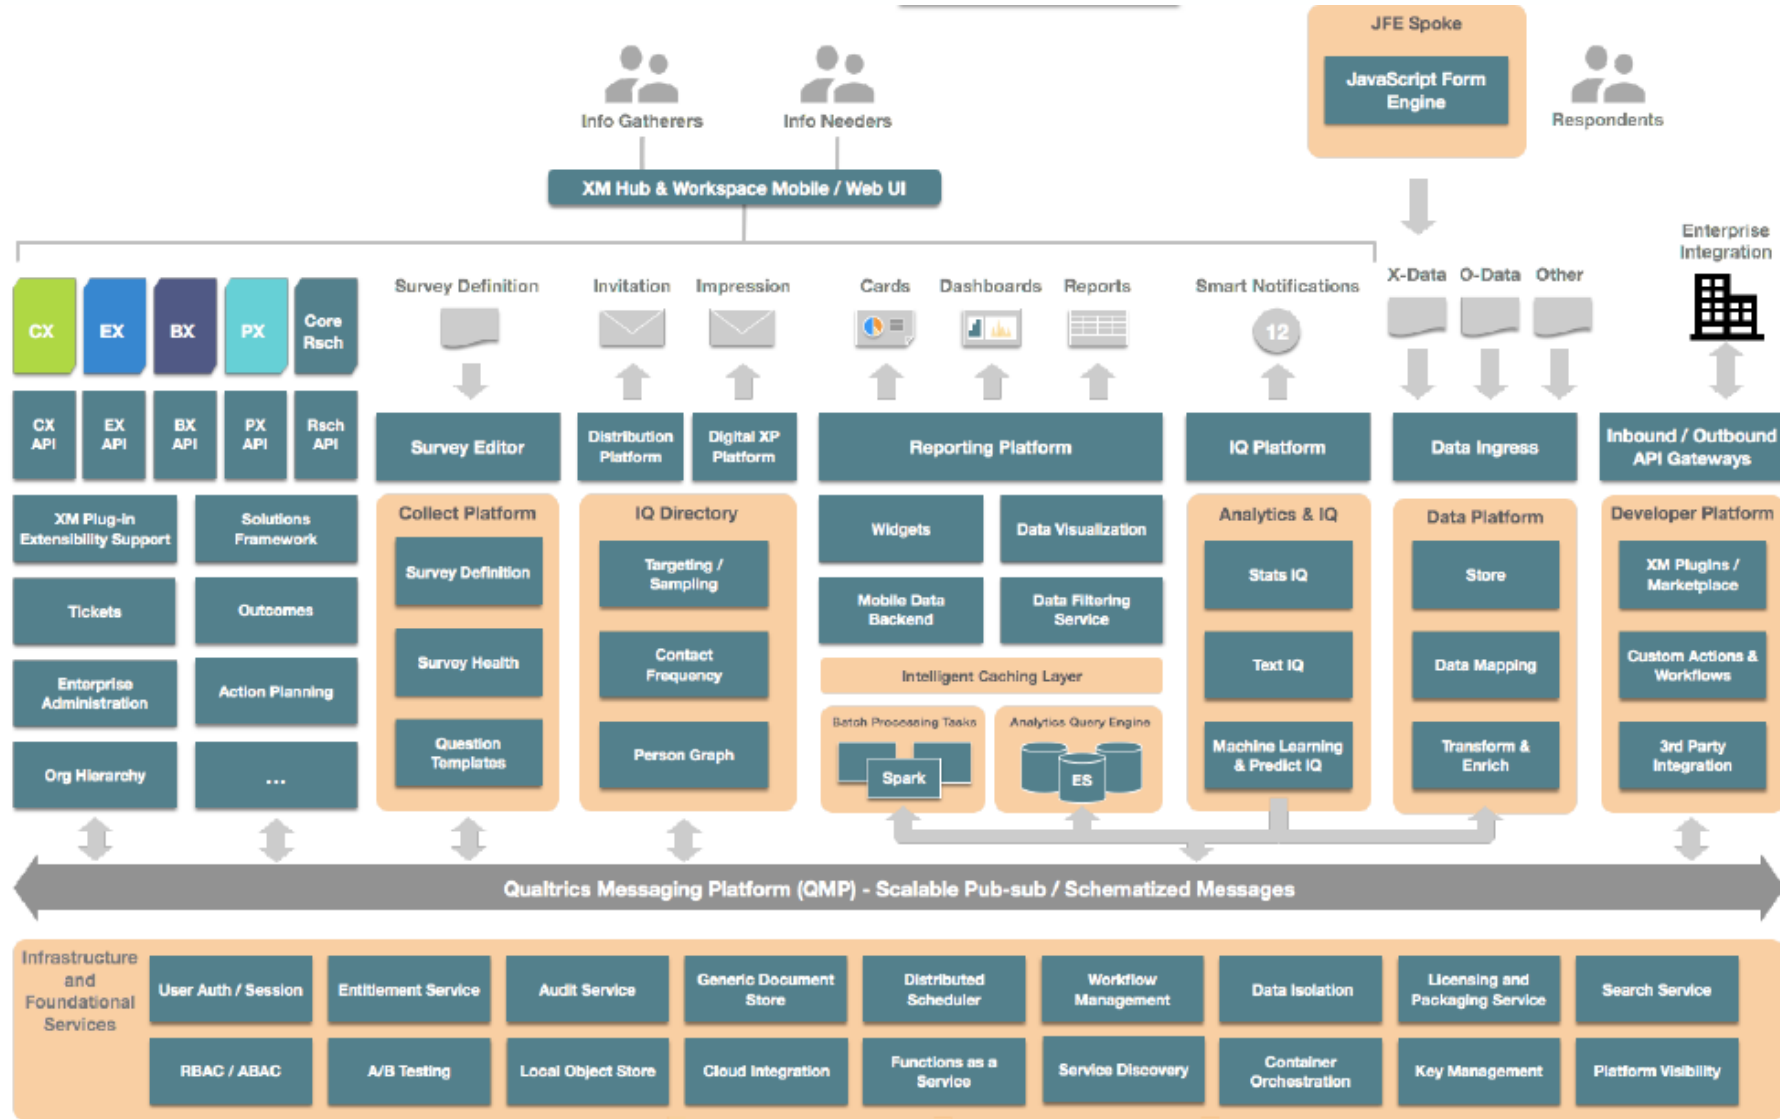 JFE Spoke
JavaScript Form
Engine
Info Gatherers
Info Needers
Respondents
XM Hub & Workspace Mobile / Web UI
Enterprise
Integration
CX
EX
BX
PX
Core
Rsch
Survey Definition
Invitation
Impression
Cards
Dashboards
Reports
Smart Notifications
12
X-Data
O-Data
Other
CX
API
EX
API
BX
API
PX
API
Rsch
API
Survey Editor
Distribution
Platform
Digital XP
Platform
Reporting Platform
IQ Platform
Data Ingress
Inbound / Outbound
API Gateways
XM Plug-in
Extensibility Support
Solutions
Framework
Tickets
Outcomes
Enterprise
Administration
Action Planning
Org Hierarchy
...
Collect Platform
Survey Definition
Survey Health
Question
Templates
IQ Directory
Targeting /
Sampling
Contact
Frequency
Person Graph
Widgets
Data Visualization
Mobile Data
Backend
Data Filtering
Service
Intelligent Caching Layer
Batch Processing Tasks
Spark
Analytics Query Engine
ES
Analytics & IQ
Stats IQ
Text IQ
Machine Learning
& Predict IQ
Data Platform
Store
Data Mapping
Transform &
Enrich
Developer Platform
XM Plugins /
Marketplace
Custom Actions &
Workflows
3rd Party
Integration
Qualtrics Messaging Platform (QMP) - Scalable Pub-sub / Schematized Messages
Infrastructure
and
Foundational
Services
User Auth / Session
Entitlement Service
Audit Service
Generic Document
Store
Distributed
Scheduler
Workflow
Management
Data Isolation
Licensing and
Packaging Service
Search Service
RBAC / ABAC
A/B Testing
Local Object Store
Cloud Integration
Functions as a
Service
Service Discovery
Container
Orchestration
Key Management
Platform Visibility